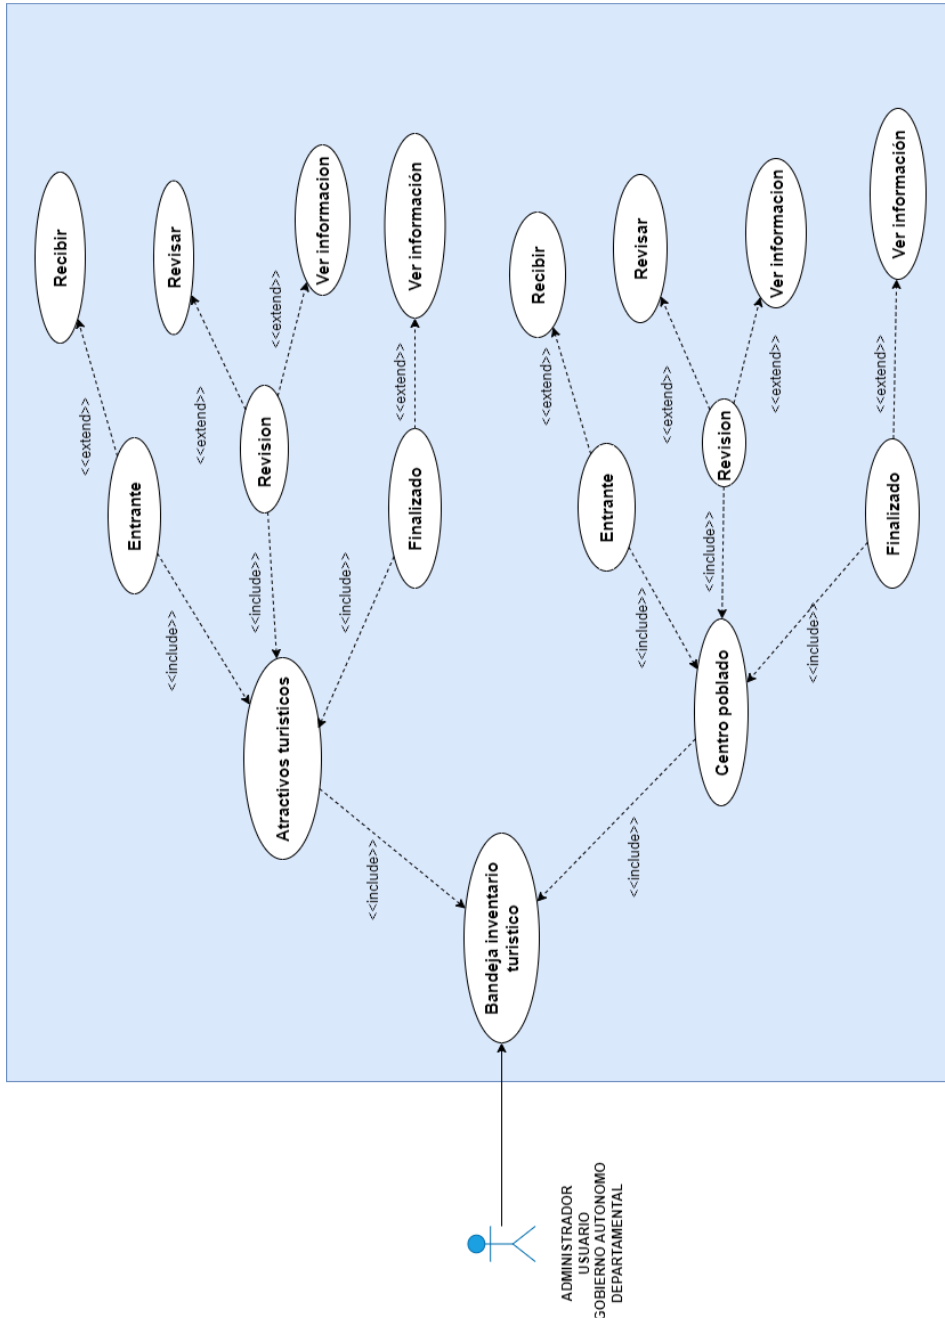 Recibir
<<extend>>
Entrante
<<include>>
Revisar
<<extend>>
<<include>>
Revision
<<extend>>
Atractivos turisticos
Ver informacion
<<include>>
<<include>>
<<extend>>
Finalizado
Ver información
Bandeja inventario
turistico
Recibir
<<extend>>
ADMINISTRADOR
USUARIO
GOBIERNO AUTONOMO
DEPARTAMENTAL
Entrante
<<include>>
<<include>>
Revisar
<<extend>>
<<include>>
Centro poblado
Revision
<<extend>>
Ver informacion
<<include>>
<<extend>>
Finalizado
Ver información